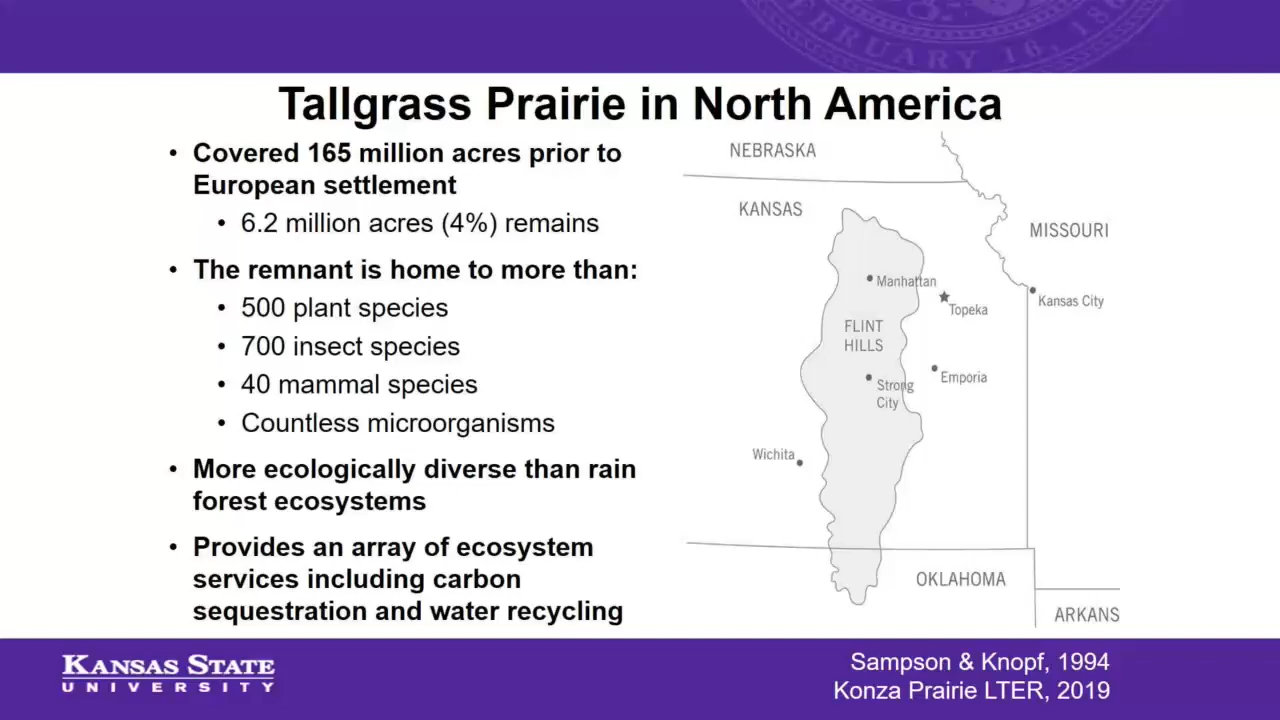 FEBRUARY 16, 186
Tallgrass Prairie in North America
• Covered 165 million acres prior to
European settlement
• 6.2 million acres (4%) remains
• The remnant is home to more than:
• 500 plant species
• 700 insect species
• 40 mammal species
• Countless microorganisms
• More ecologically diverse than rain
forest ecosystems
• Provides an array of ecosystem
services including carbon
sequestration and water recycling
NEBRASKA
KANSAS
MISSOURI
Manhattan
Topeka
Kansas City
FLINT
HILLS
Strong
City
Emporia
Wichita
OKLAHOMA
ARKANS
KANSAS STATE
UNIVERSITY
Sampson & Knopf, 1994
Konza Prairie LTER, 2019